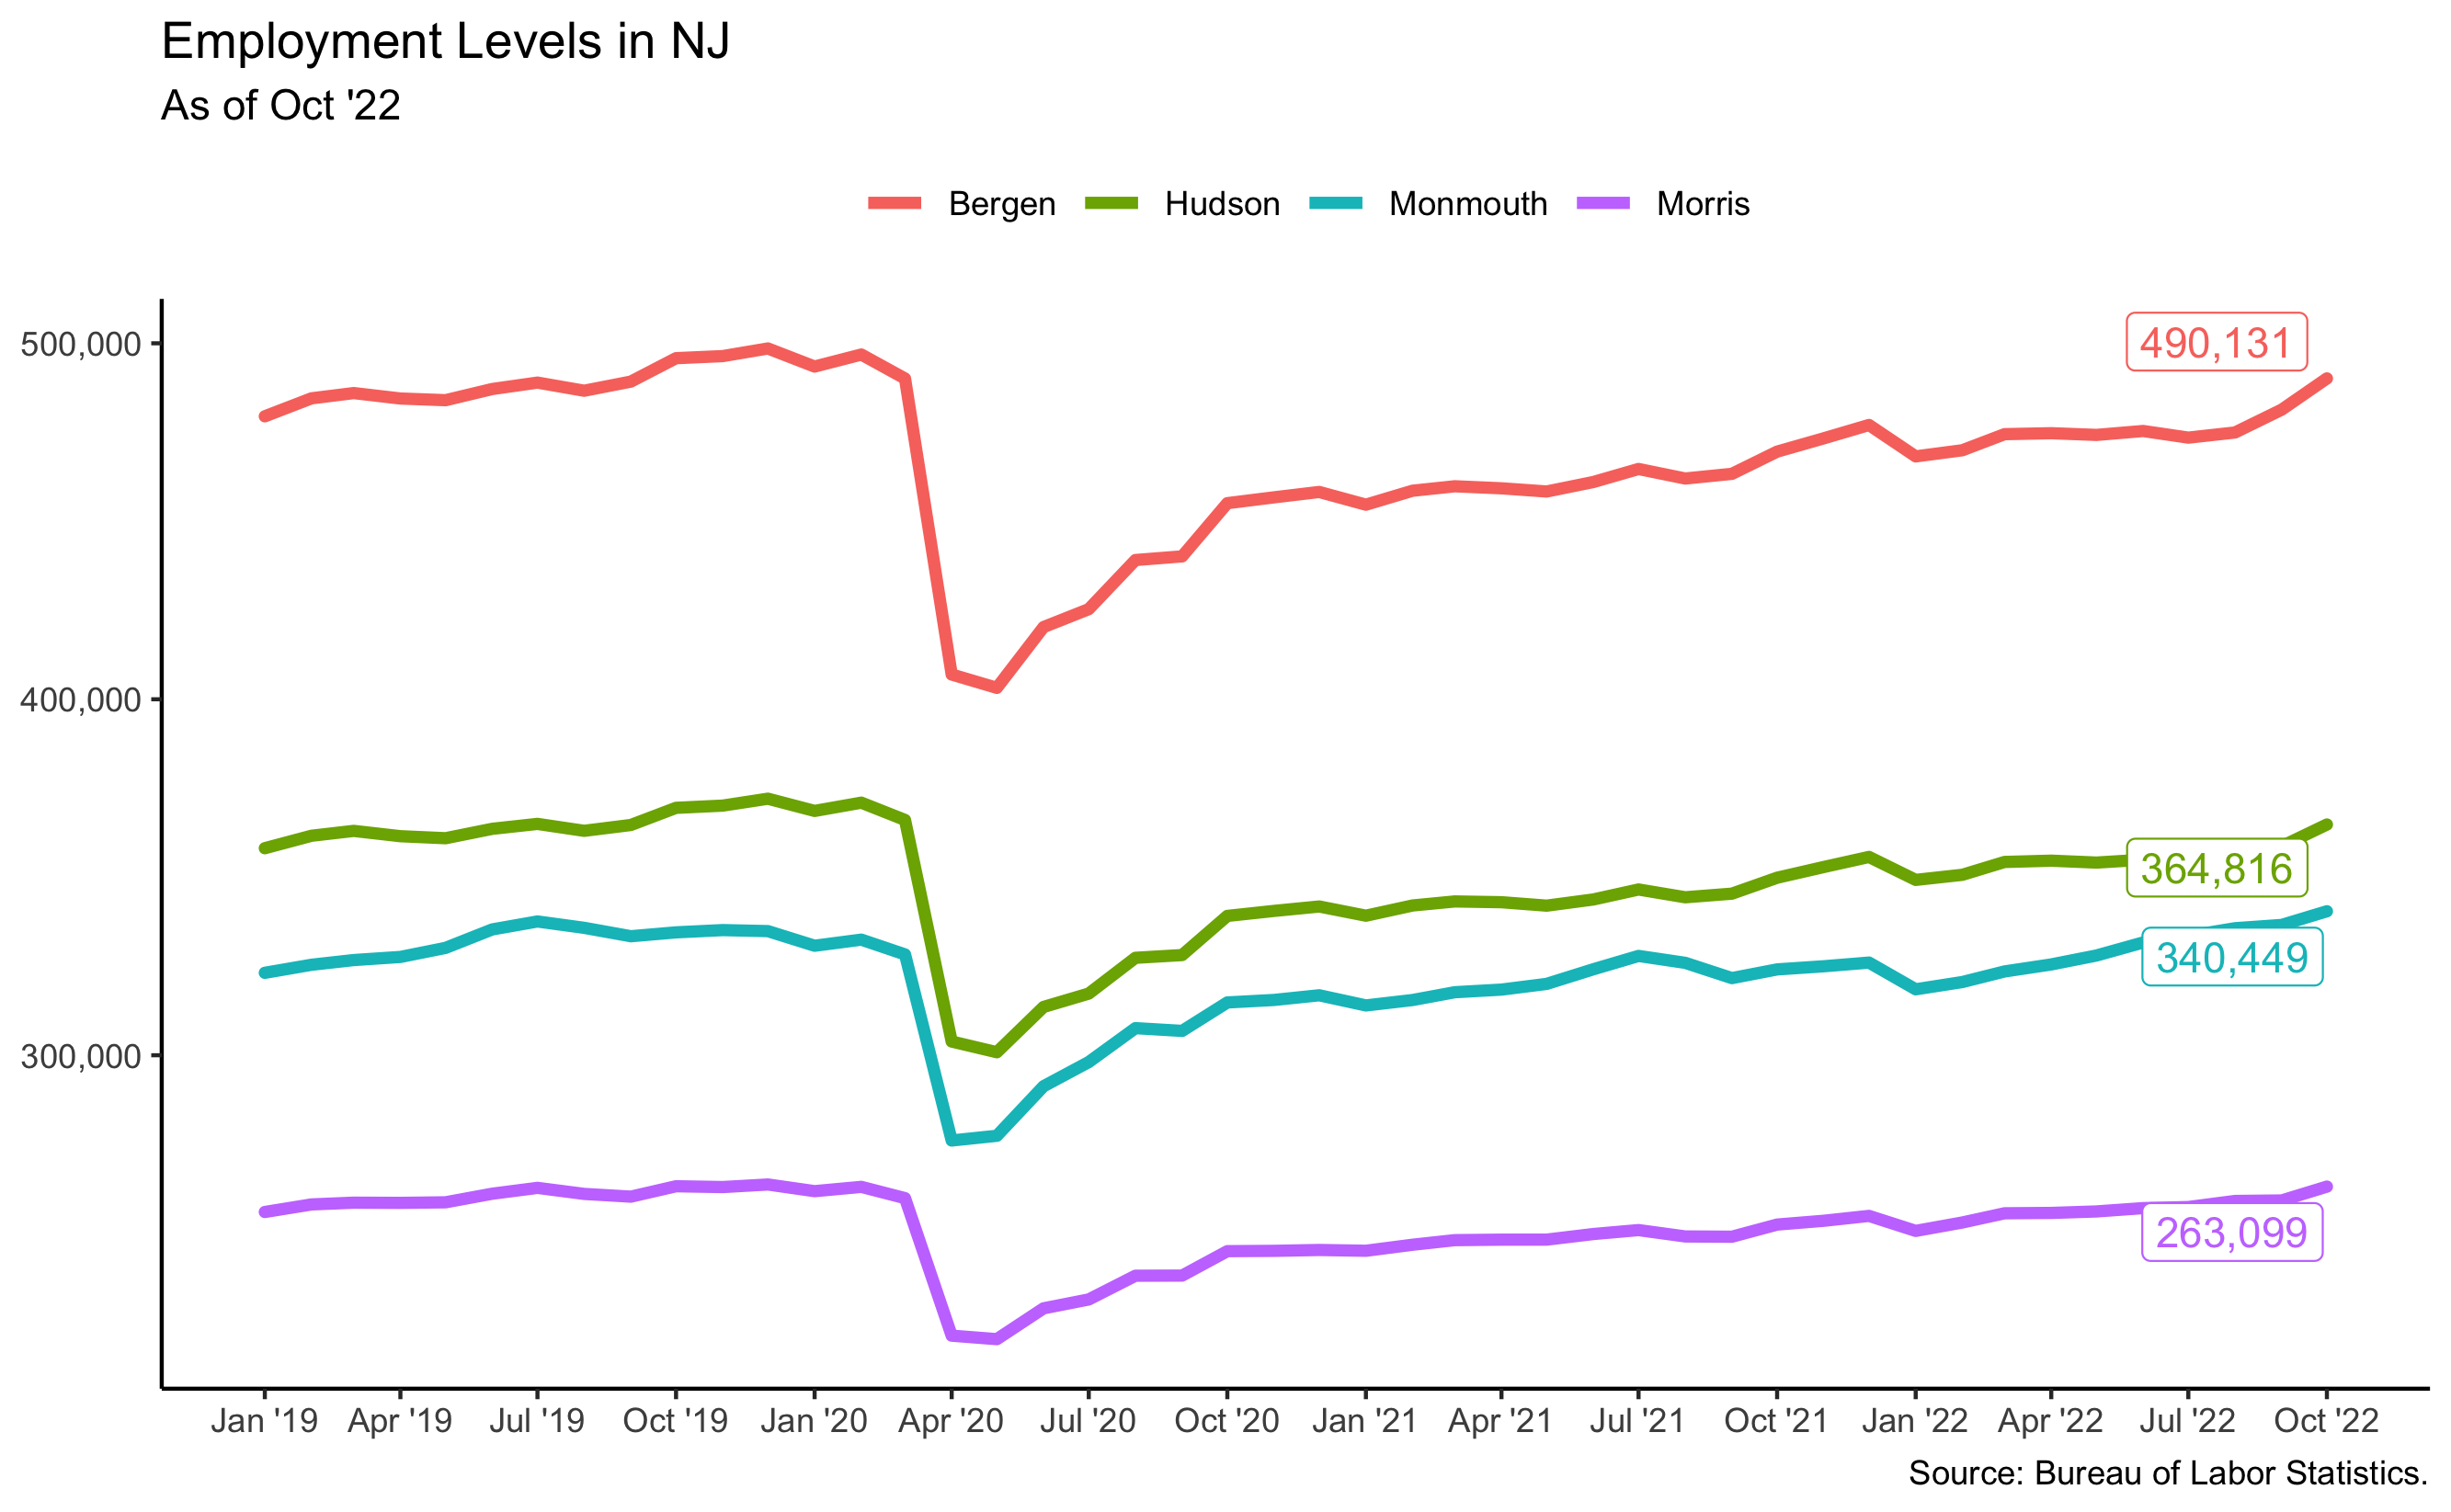 Employment Levels in NJ
As of Oct '22
Bergen Hudson Monmouth Morris
500,000
400,000
300,000
490,131
364,816
340,449
263,099
Jan '19 Apr '19 Jul '19 Oct '19 Jan '20 Apr '20 Jul '20 Oct '20 Jan '21 Apr '21 Jul '21 Oct '21 Jan '22 Apr '22 Jul '22 Oct '22
Source: Bureau of Labor Statistics.